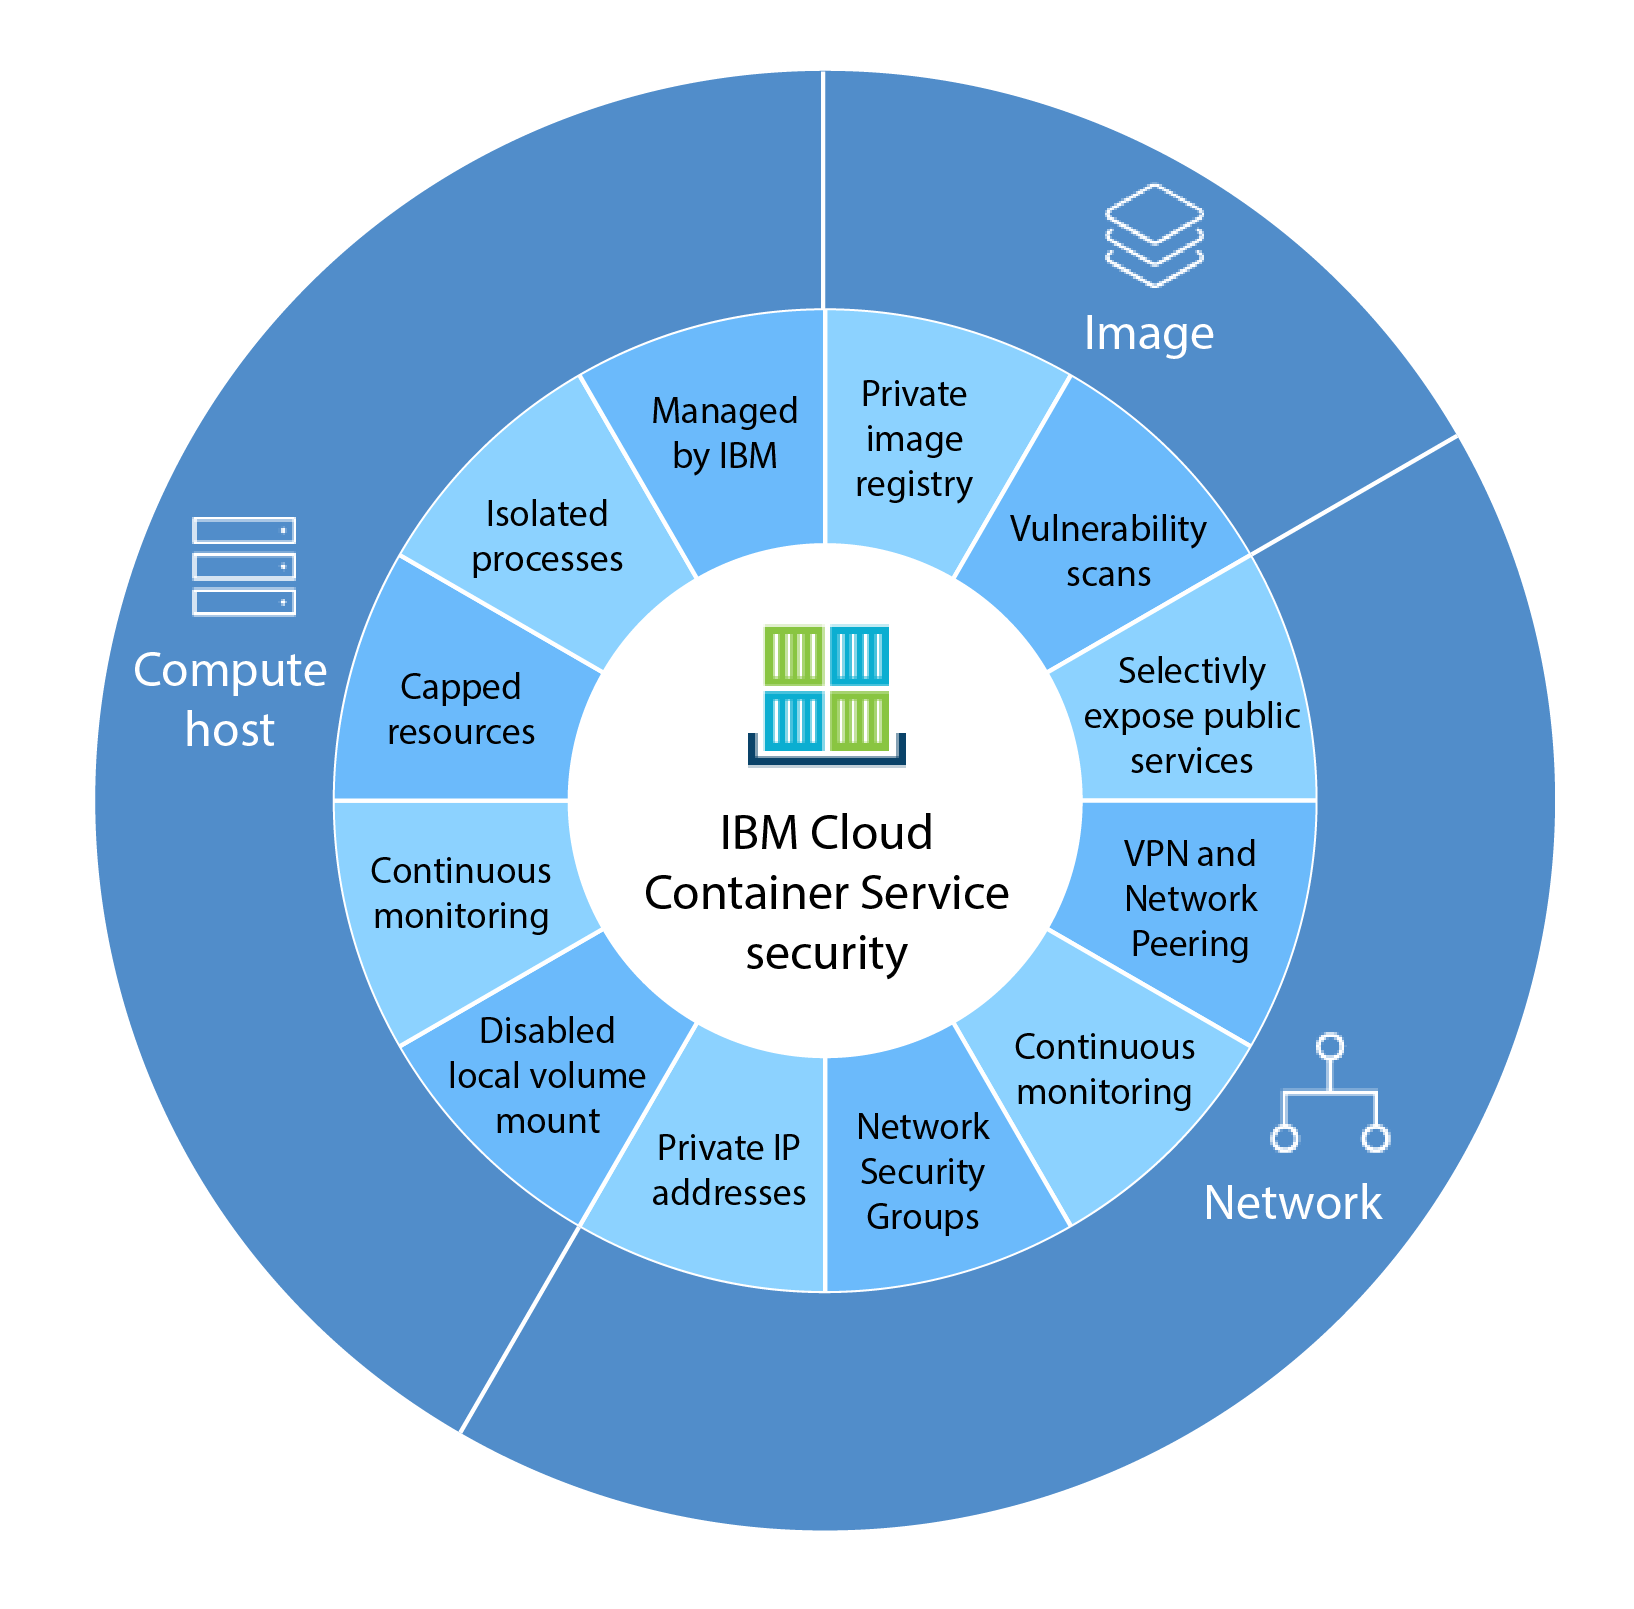 Image
Private
image
registry
Vulnerability
scans
Network
Selectivly
expose public
services
VPN and
Network
Peering
Continuous
monitoring
Network
Security
Groups
Private IP
addresses
Compute
host
Disabled
local volume
mount
Continuous
monitoring
Capped
resources
Isolated
processes
Managed
by IBM
IBM Cloud
Container Service
security